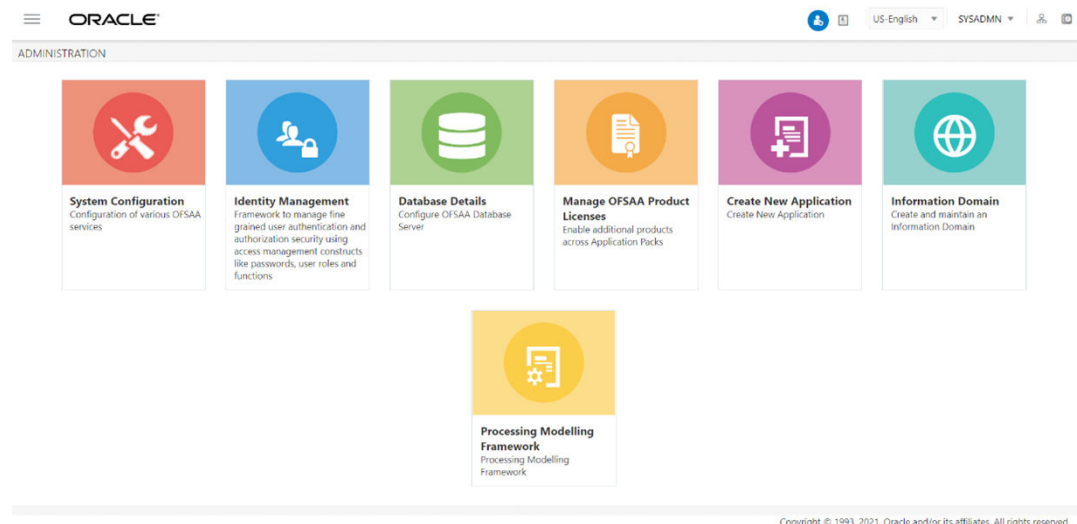 ORACLE
US-English
SYSADMN
ADMINISTRATION
System Configuration
Configuration of various OFSAA
services
Identity Management
Framework to manage fine
grained user authentication and
authorization security using
access management constructs
like passwords, user roles and
functions
Database Details
Configure OFSAA Database
Server
Manage OFSAA Product
Licenses
Enable additional products
across Application Packs
Create New Application
Create New Application
Information Domain
Create and maintain an
Information Domain
Processing Modelling
Framework
Processing Modelling
Framework
Copyright © 1993, 2021, Oracle and/or its affiliates. All rights reserved.